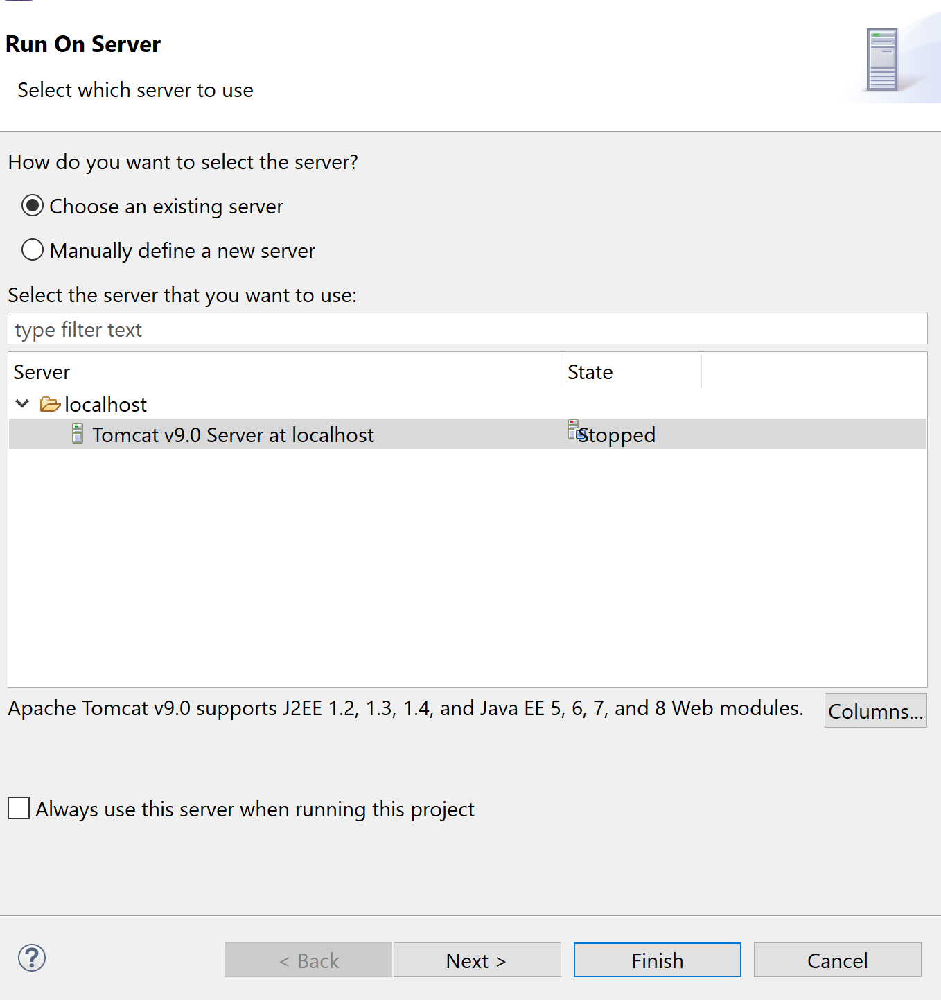 Run On Server
Select which server to use
How do you want to select the server?
Choose an existing server
Manually define a new server
Select the server that you want to use:
type filter text
Server State
localhost
Tomcat v9.0 Server at localhost Stopped
Apache Tomcat v9.0 supports J2EE 1.2, 1.3, 1.4, and Java EE 5, 6, 7, and 8 Web modules. Columns...
Always use this server when running this project
? < Back Next > Finish Cancel